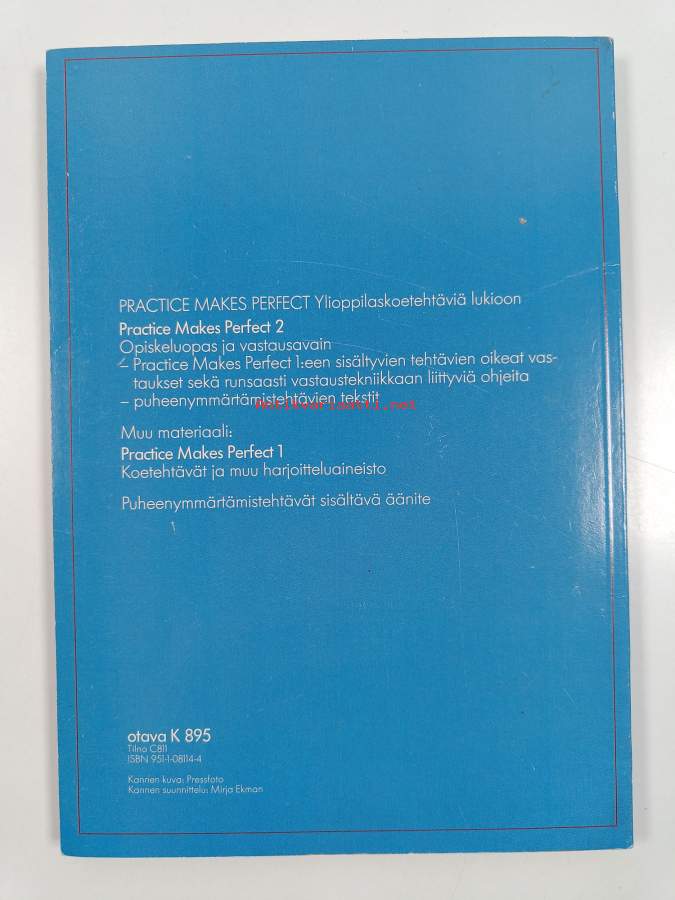 PRACTICE MAKES PERFECT Ylioppilaskoetehtäviä lukioon
Practice Makes Perfect 2
Opiskeluopas ja vastausavain
– Practice Makes Perfect 1:een sisältyvien tehtävien oikeat vas-
taukset sekä runsaasti vastaustekniikkaan liittyviä ohjeita
– puheenymmärtämistehtävien tekstit
Antikvariaatti.net
Muu materiaali:
Practice Makes Perfect 1
Koetehtävät ja muu harjoitteluaineisto
Puheenymmärtämistehtävät sisältävä äänite
otava K 895
Tilno C811
ISBN 951-1-08114-4
Kannen kuva: Pressfoto
Kannen suunnittelu: Mirja Ekman